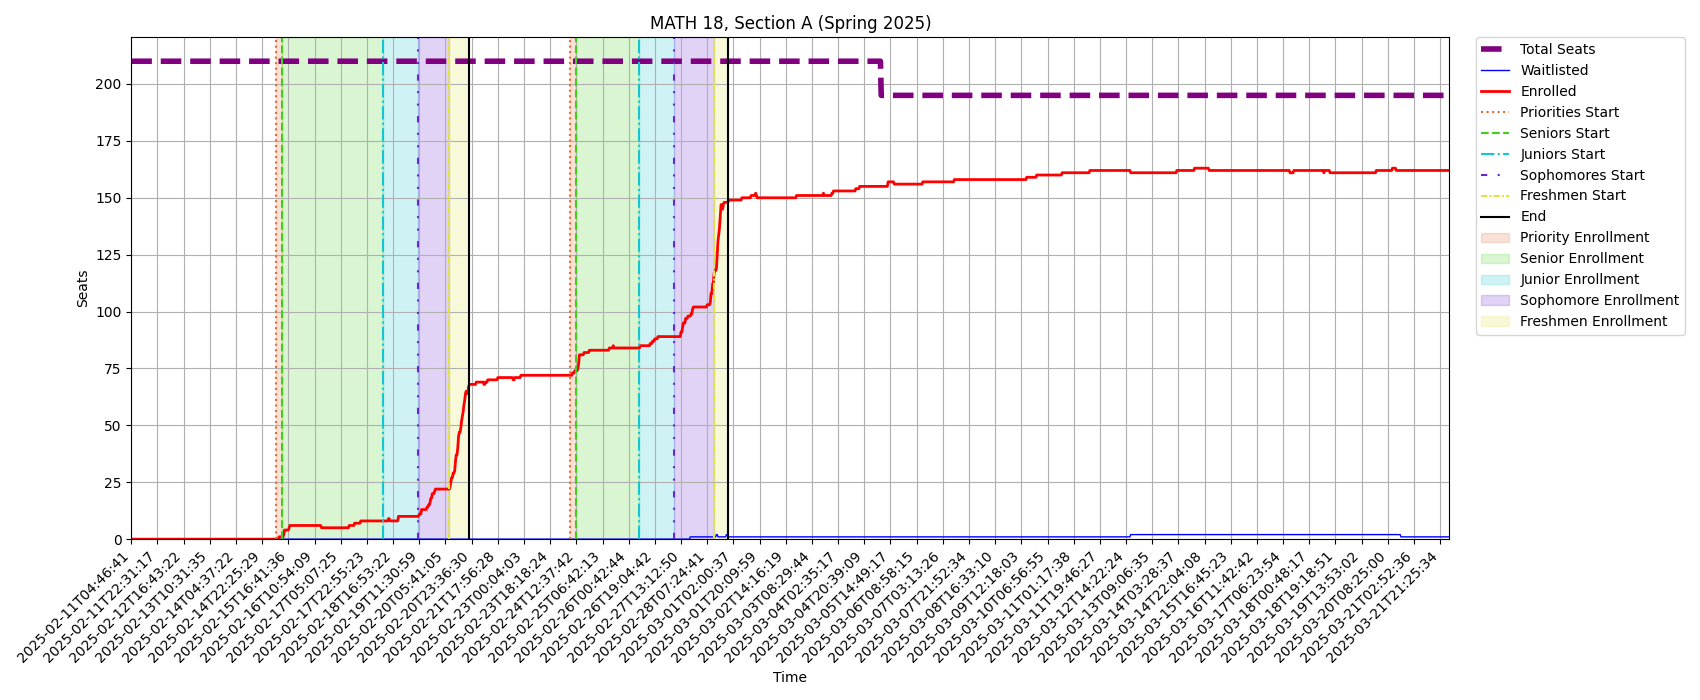 MATH 18, Section A (Spring 2025)
Seats
200
175
150
125
100
75
50
25
0
2025-02-11T04:46:41
2025-02-11T22:31:17
2025-02-12T16:43:22
2025-02-13T10:31:35
2025-02-14T04:37:22
2025-02-14T22:25:29
2025-02-15T16:41:36
2025-02-16T10:54:09
2025-02-17T05:07:25
2025-02-17T22:55:23
2025-02-18T16:53:22
2025-02-19T11:30:59
2025-02-20T05:41:05
2025-02-20T23:36:30
2025-02-21T17:56:28
2025-02-23T00:04:03
2025-02-23T18:18:24
2025-02-24T12:37:42
2025-02-25T06:42:13
2025-02-26T00:42:44
2025-02-26T19:04:42
2025-02-27T13:12:50
2025-02-28T07:24:41
2025-03-01T02:00:37
2025-03-01T20:09:59
2025-03-02T14:16:19
2025-03-03T08:29:44
2025-03-04T02:35:17
2025-03-04T20:39:09
2025-03-05T14:49:17
2025-03-06T08:58:15
2025-03-07T03:13:26
2025-03-07T21:52:34
2025-03-08T16:33:10
2025-03-09T12:18:03
2025-03-10T06:56:55
2025-03-11T01:17:38
2025-03-11T19:46:27
2025-03-12T14:22:24
2025-03-13T09:06:35
2025-03-14T03:28:37
2025-03-14T22:04:08
2025-03-15T16:45:23
2025-03-16T11:42:42
2025-03-17T06:23:54
2025-03-18T00:48:17
2025-03-18T19:18:51
2025-03-19T13:53:02
2025-03-20T08:25:00
2025-03-21T02:52:36
2025-03-21T21:25:34
Time
Total Seats
Waitlisted
Enrolled
Priorities Start
Seniors Start
Juniors Start
Sophomores Start
Freshmen Start
End
Priority Enrollment
Senior Enrollment
Junior Enrollment
Sophomore Enrollment
Freshmen Enrollment